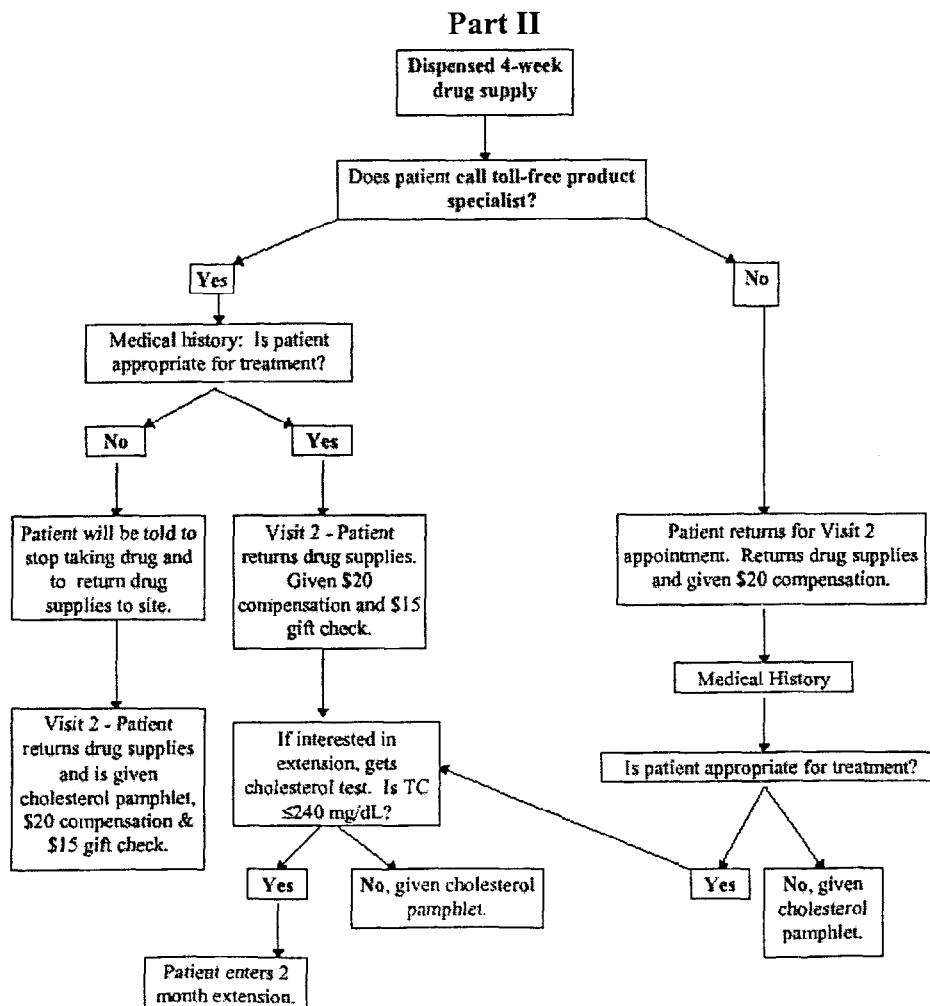 Part II
Dispensed 4-week
drug supply
Does patient call toll-free product
specialist?
Yes
No
Medical history: Is patient
appropriate for treatment?
No
Yes
Patient will be told to
stop taking drug and
to return drug
supplies to site.
Visit 2 - Patient
returns drug supplies.
Given $20
compensation and $15
gift check.
Patient returns for Visit 2
appointment. Returns drug supplies
and given $20 compensation.
Medical History
Visit 2 - Patient
returns drug supplies
and is given
cholesterol pamphlet,
$20 compensation &
$15 gift check.
If interested in
extension, gets
cholesterol test. Is TC
≤240 mg/dL?
Is patient appropriate for treatment?
Yes
No, given cholesterol
pamphlet.
Yes
No, given
cholesterol
pamphlet.
Patient enters 2
month extension.